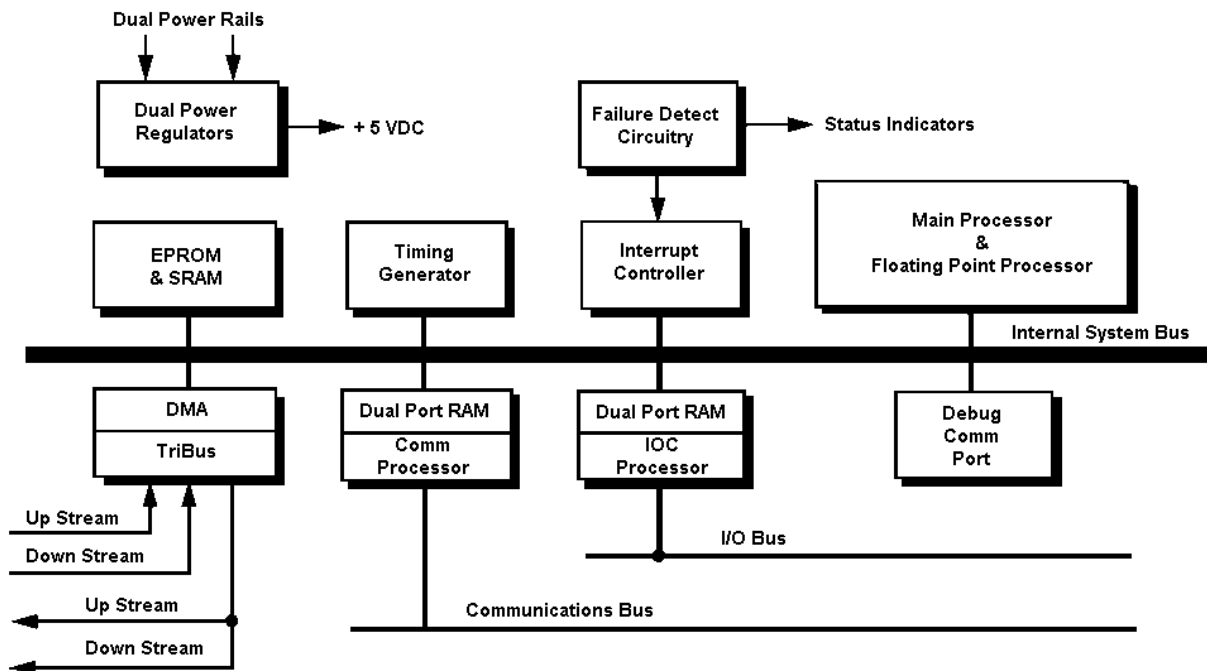 Dual Power Rails
Dual Power
Regulators
+ 5 VDC
Failure Detect
Circuitry
Status Indicators
EPROM
& SRAM
Timing
Generator
Interrupt
Controller
Main Processor
&
Floating Point Processor
Internal System Bus
DMA
TriBus
Dual Port RAM
Comm
Processor
Dual Port RAM
IOC
Processor
Debug
Comm
Port
Up Stream
Down Stream
I/O Bus
Up Stream
Down Stream
Communications Bus